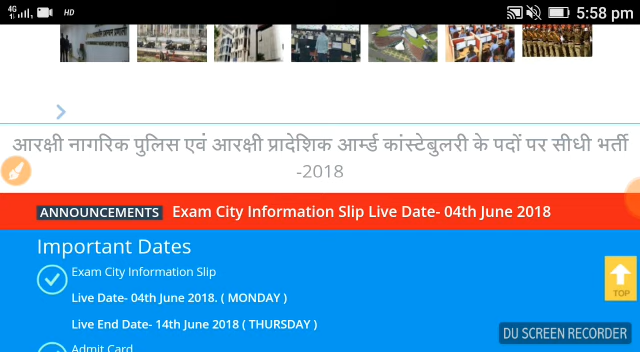 4G
HD
5:58 pm
आरक्षी नागरिक पुलिस एवं आरक्षी प्रादेशिक आर्म्ड कांस्टेबुलरी के पदों पर सीधी भर्ती
-2018
ANNOUNCEMENTS Exam City Information Slip Live Date- 04th June 2018
Important Dates
Exam City Information Slip
Live Date- 04th June 2018. ( MONDAY )
TOP
Live End Date- 14th June 2018 ( THURSDAY )
DU SCREEN RECORDER
Admit Card